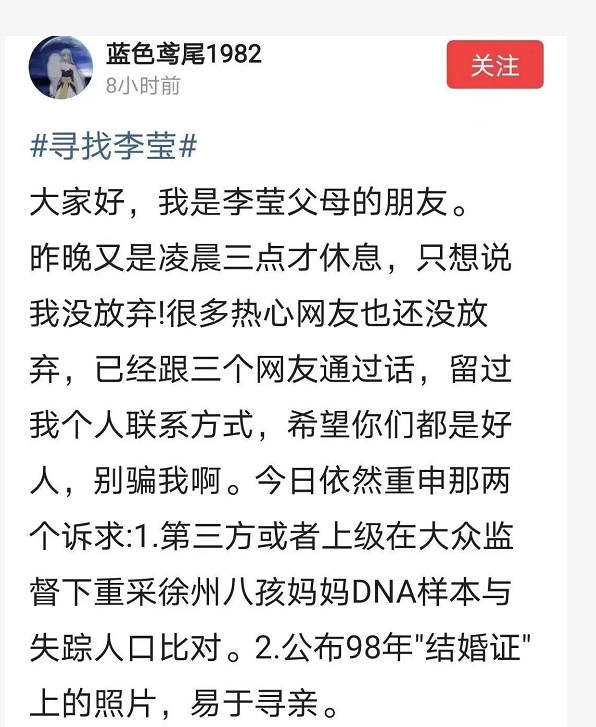 蓝色鸢尾1982
8小时前
关注
#寻找李莹#
大家好，我是李莹父母的朋友。
昨晚又是凌晨三点才休息，只想说
我没放弃!很多热心网友也还没放
弃，已经跟三个网友通过话，留过
我个人联系方式，希望你们都是好
人，别骗我啊。今日依然重申那两
个诉求:1.第三方或者上级在大众监
督下重采徐州八孩妈妈DNA样本与
失踪人口比对。2.公布98年"结婚证"
上的照片，易于寻亲。